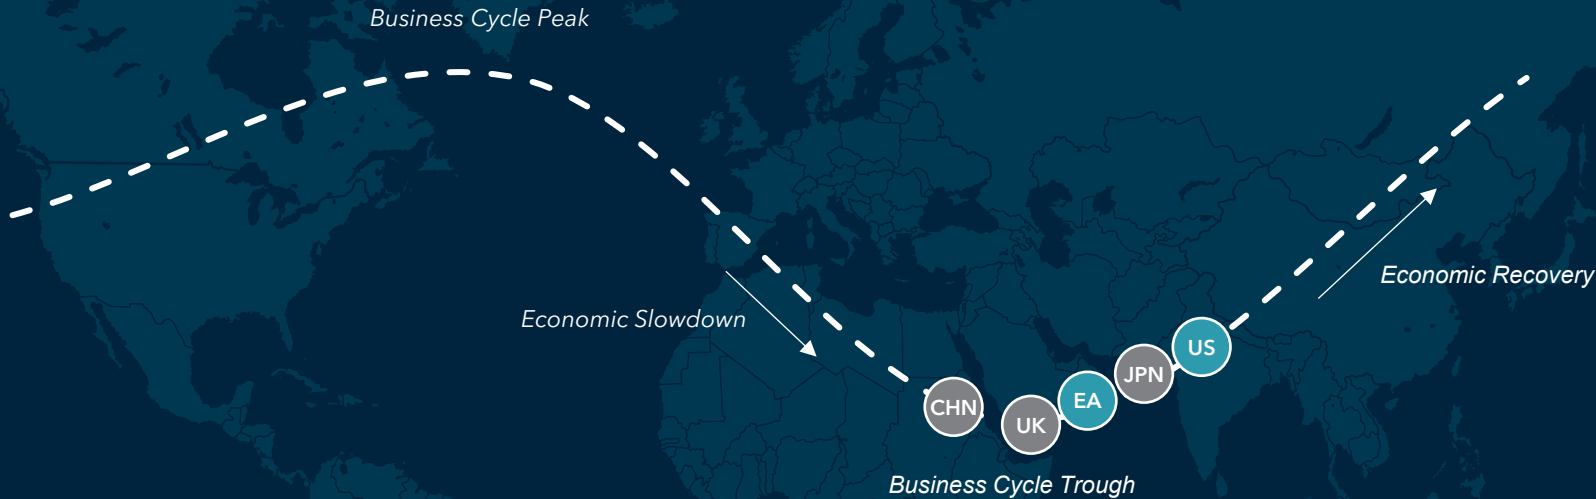 Business Cycle Peak
Economic Recovery
Economic Slowdown
US
JPN
EA
CHN
UK
Business Cycle Trough